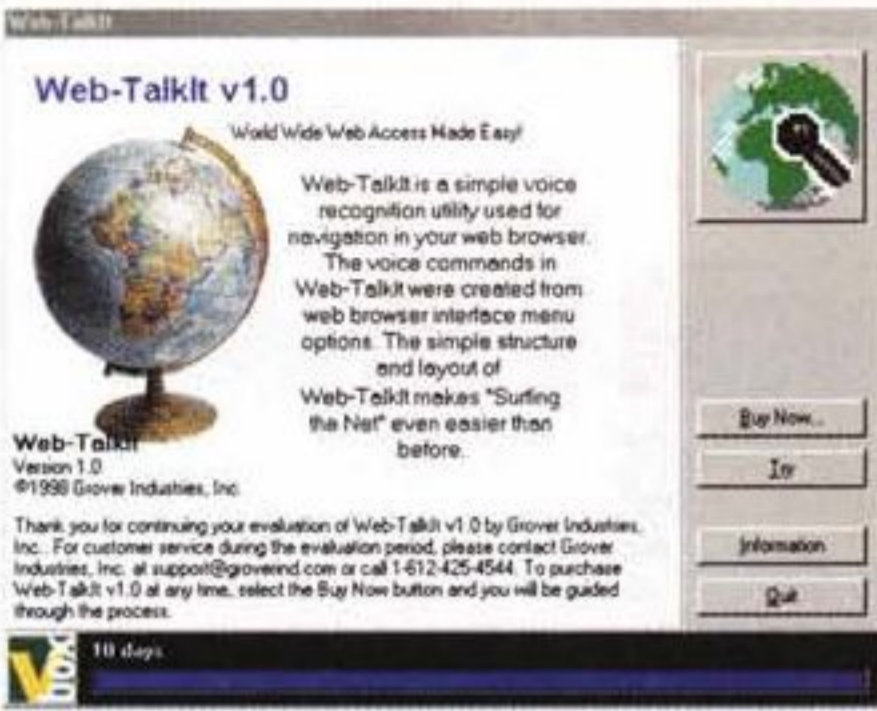 Web-TalkIt
Web-TalkIt v1.0
World Wide Web Access Made Easy!
Web-TalkIt is a simple voice
recognition utility used for
navigation in your web browser.
The voice commands in
Web-TalkIt were created from
web browser interface menu
options. The simple structure
and layout of
Web-TalkIt makes "Surfing
the Net" even easier than
before.
Web-TalkIt
Version 1.0
©1998 Grover Industries, Inc.
Thank you for continuing your evaluation of Web-TalkIt v1.0 by Grover Industries,
Inc.. For customer service during the evaluation period, please contact Grover
Industries, Inc. at support@groverind.com or call 1-612-425-4544. To purchase
Web-TalkIt v1.0 at any time, select the Buy Now button and you will be guided
through the process.
Buy Now...
Try
Information
Quit
Vbox
10 days